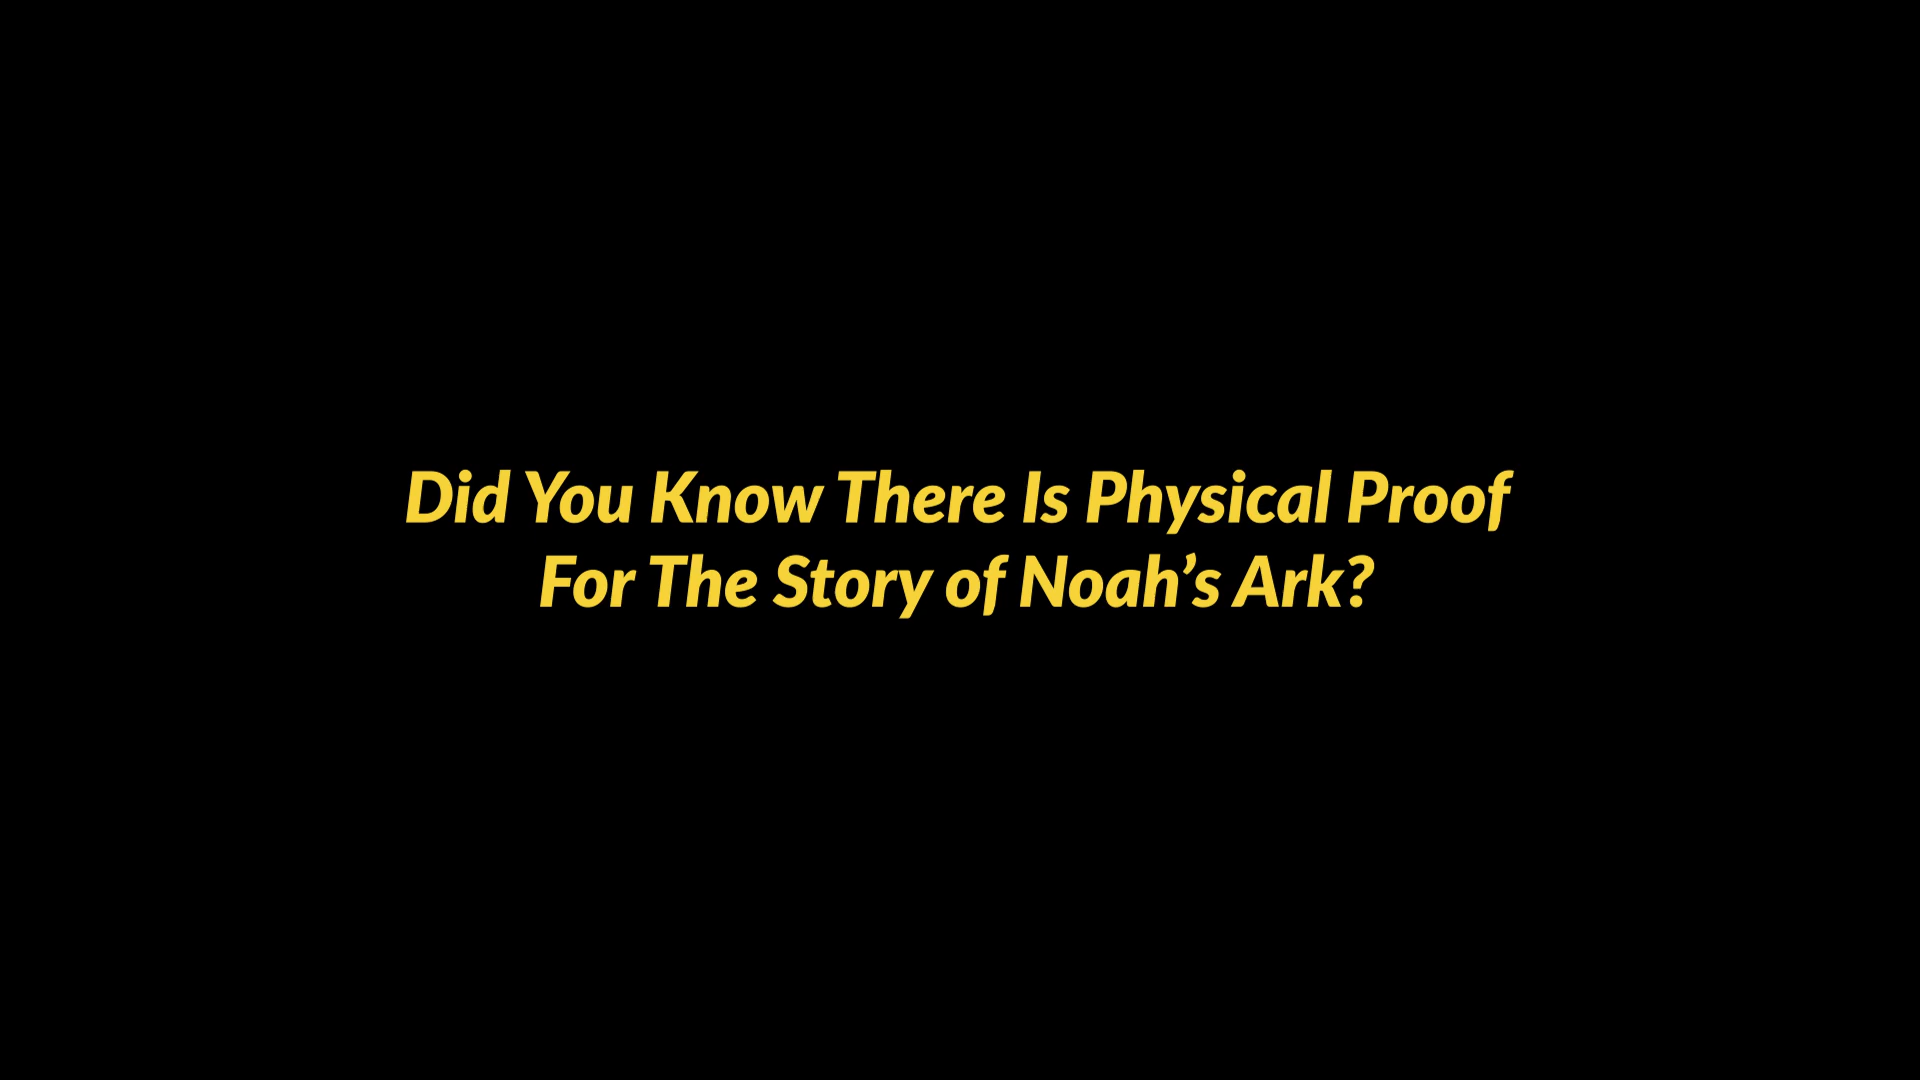 Did You Know There Is Physical Proof
For The Story of Noah’s Ark?